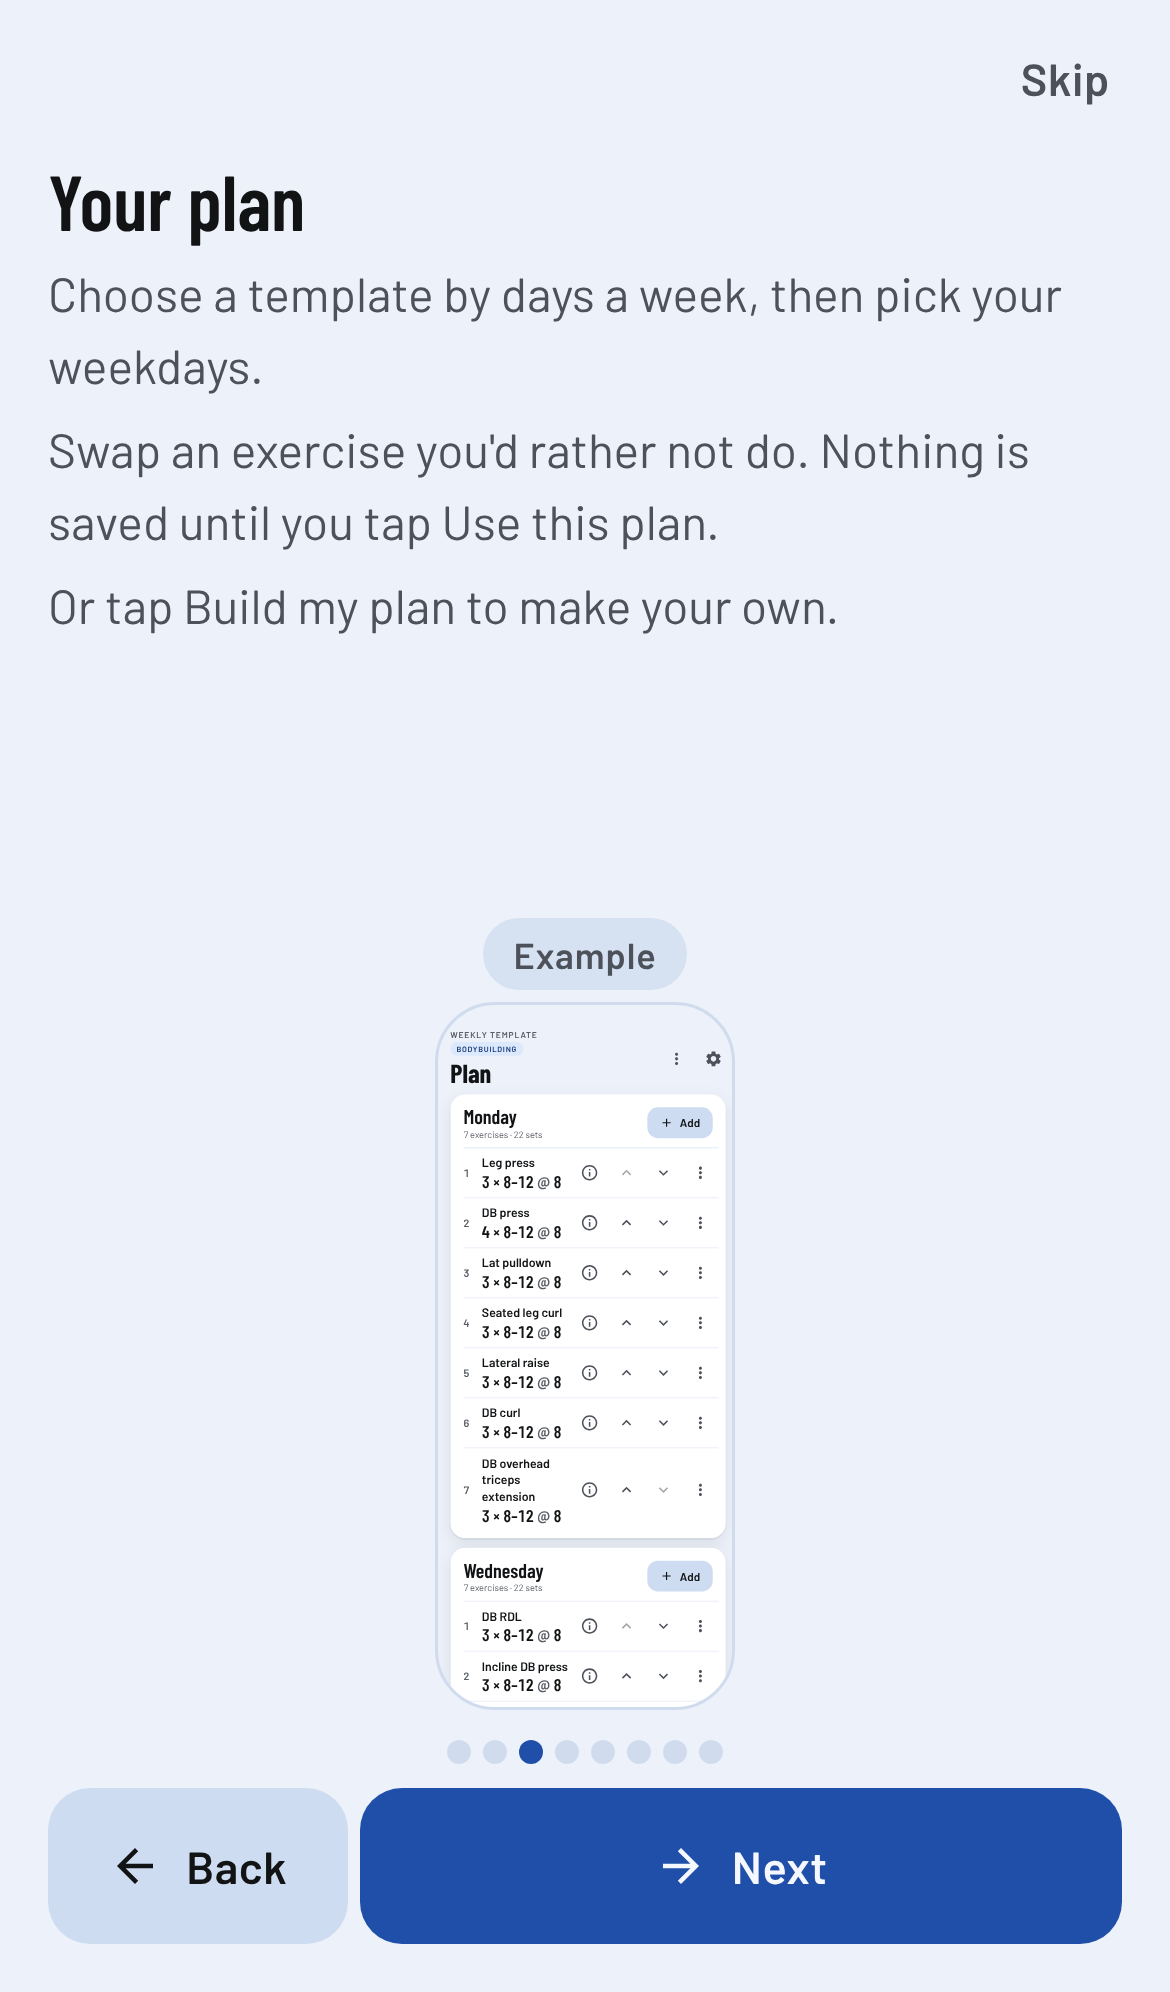 Skip
Your plan
Choose a template by days a week, then pick your
weekdays.
Swap an exercise you'd rather not do. Nothing is
saved until you tap Use this plan.
Or tap Build my plan to make your own.
Example
WEEKLY TEMPLATE
BODYBUILDING
Plan
Monday
7 exercises · 22 sets
+ Add
1 Leg press
3 × 8–12 @ 8
2 DB press
4 × 8–12 @ 8
3 Lat pulldown
3 × 8–12 @ 8
4 Seated leg curl
3 × 8–12 @ 8
5 Lateral raise
3 × 8–12 @ 8
6 DB curl
3 × 8–12 @ 8
7 DB overhead
triceps
extension
3 × 8–12 @ 8
Wednesday
7 exercises · 22 sets
+ Add
1 DB RDL
3 × 8–12 @ 8
2 Incline DB press
3 × 8–12 @ 8
Back
Next